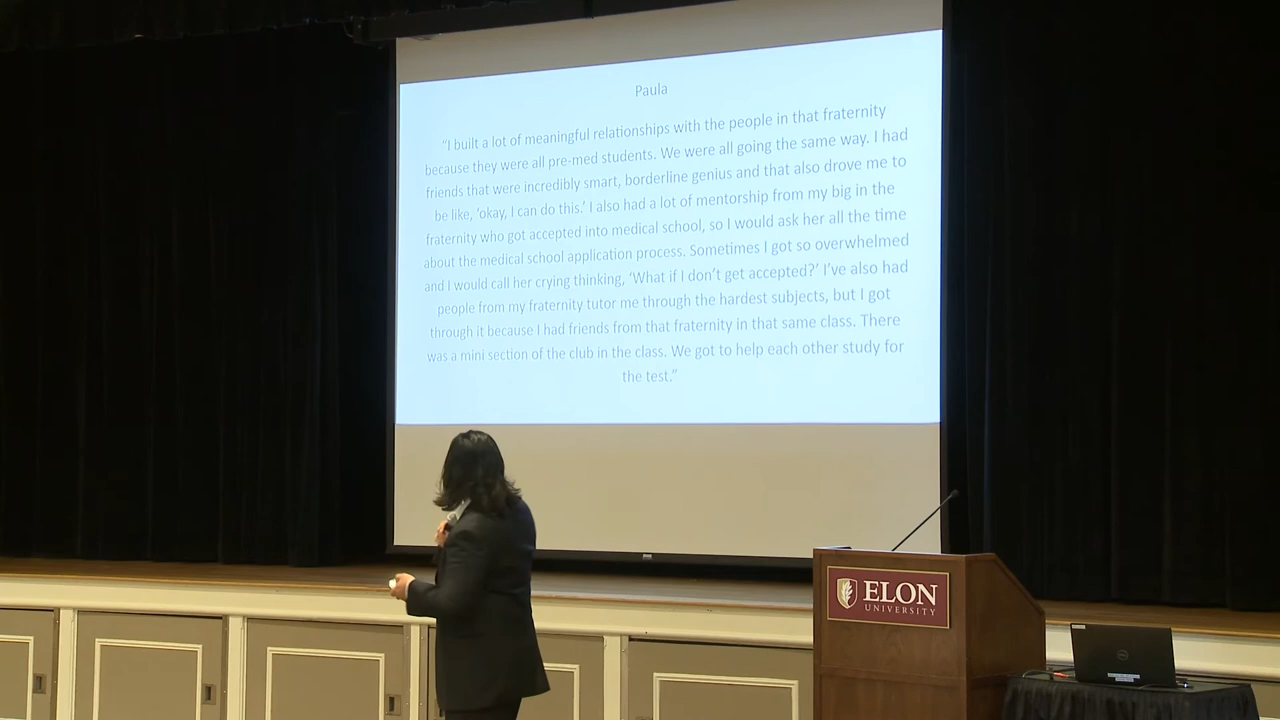 Paula
“I built a lot of meaningful relationships with the people in that fraternity
because they were all pre-med students. We were all going the same way. I had
friends that were incredibly smart, borderline genius and that also drove me to
be like, ‘okay, I can do this.’ I also had a lot of mentorship from my big in the
fraternity who got accepted into medical school, so I would ask her all the time
about the medical school application process. Sometimes I got so overwhelmed
and I would call her crying thinking, ‘What if I don’t get accepted?’ I’ve also had
people from my fraternity tutor me through the hardest subjects, but I got
through it because I had friends from that fraternity in that same class. There
was a mini section of the club in the class. We got to help each other study for
the test.”
ELON
UNIVERSITY